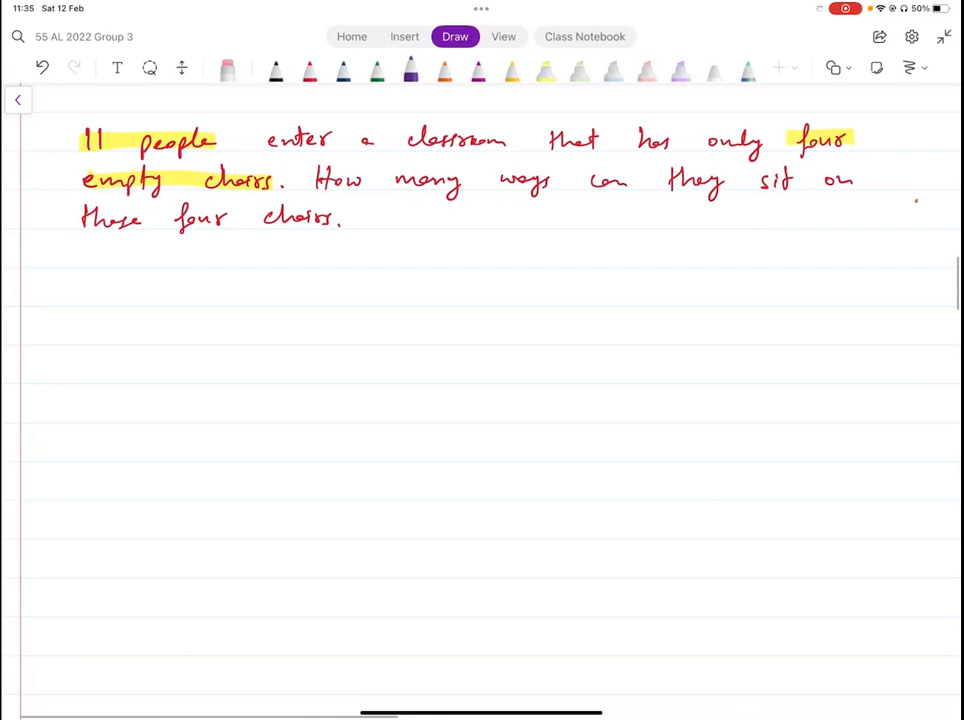 11:35 Sat 12 Feb
50%
55 AL 2022 Group 3
Home Insert Draw View Class Notebook
T
11 people enter a classroom that has only four
empty chairs. How many ways can they sit on
these four chairs.